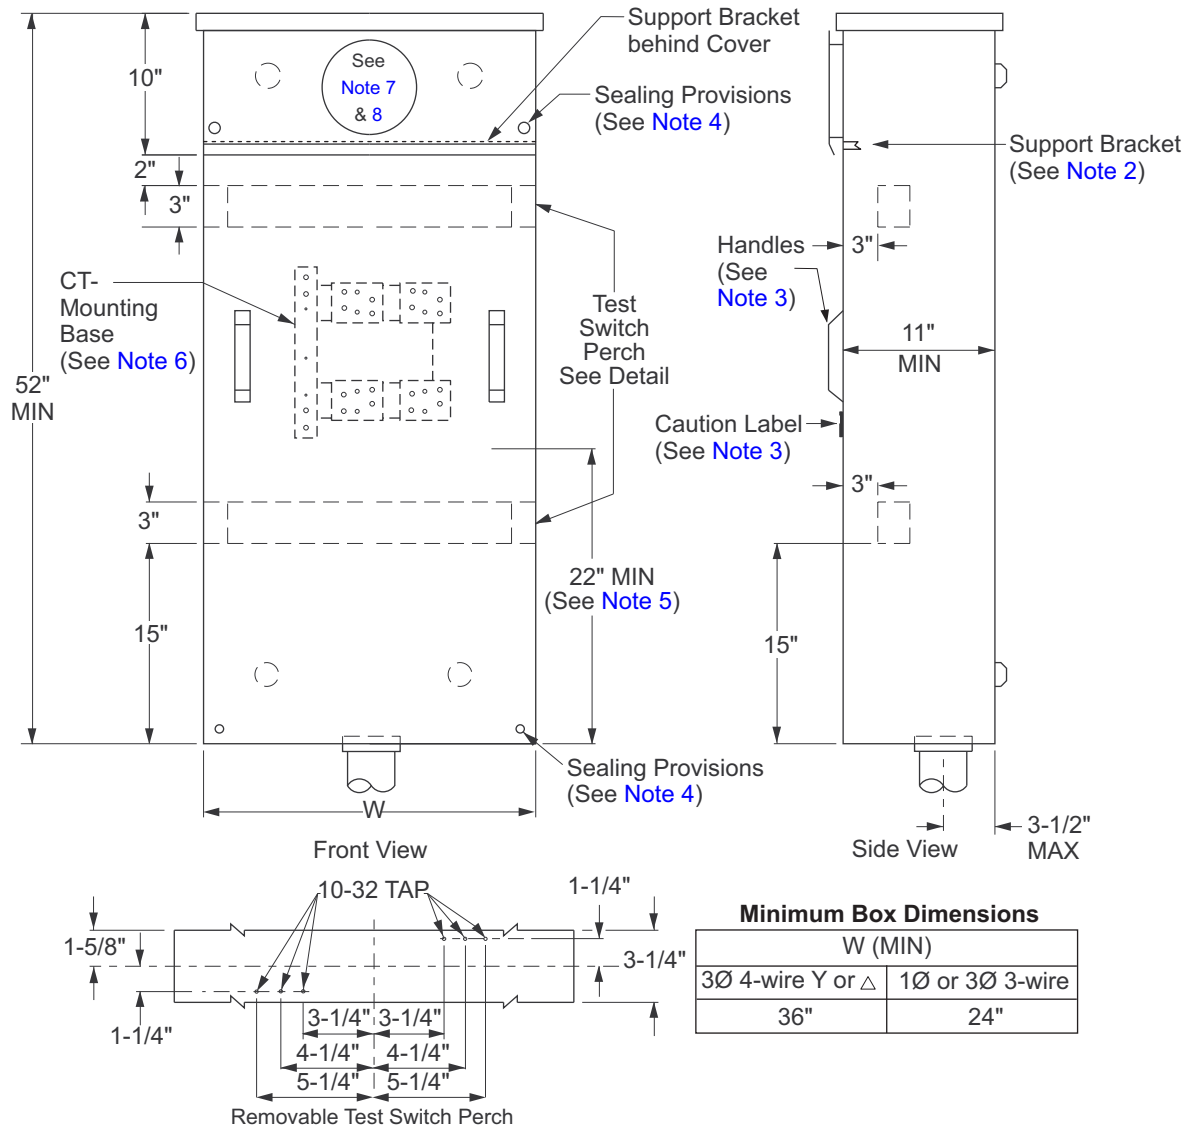 Support Bracket
behind Cover
See
Note 7
& 8
10"
Sealing Provisions
(See Note 4)
Support Bracket
(See Note 2)
2"
3"
Handles
(See
Note 3)
3"
CT-
Mounting
Base
(See Note 6)
Test
Switch
Perch
See Detail
11"
MIN
52"
MIN
Caution Label
(See Note 3)
3"
3"
22" MIN
(See Note 5)
15"
15"
Sealing Provisions
(See Note 4)
W
3-1/2"
MAX
Front View
Side View
10-32 TAP
1-1/4"
1-5/8"
3-1/4"
1-1/4"
3-1/4"
3-1/4"
4-1/4"
4-1/4"
5-1/4"
5-1/4"
Removable Test Switch Perch
Minimum Box Dimensions
W (MIN)
3Ø 4-wire Y or △
1Ø or 3Ø 3-wire
36"
24"